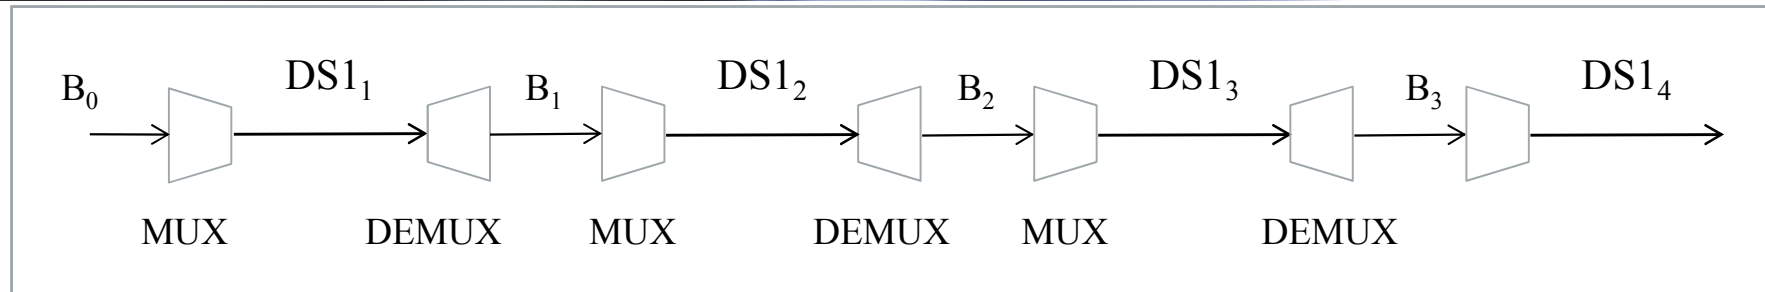 B₀ DS1₁ B₁ DS1₂ B₂ DS1₃ B₃ DS1₄
MUX DEMUX MUX DEMUX MUX DEMUX